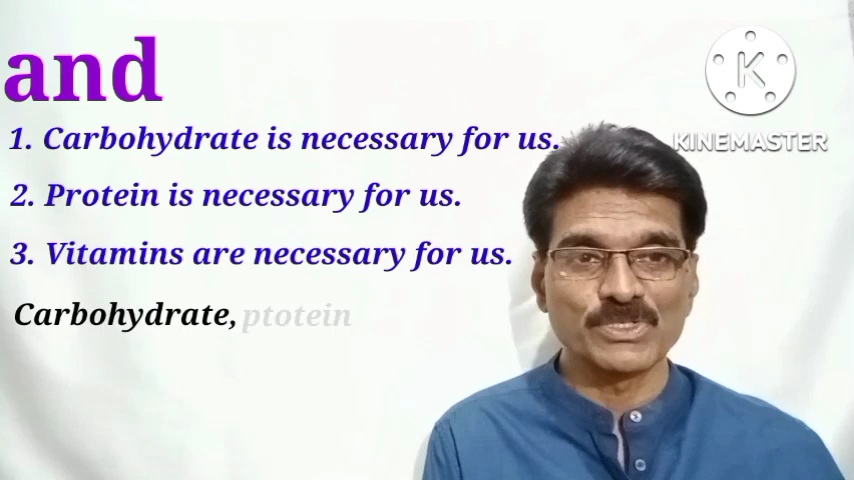 and
1. Carbohydrate is necessary for us.
2. Protein is necessary for us.
3. Vitamins are necessary for us.
Carbohydrate, ptotein
K
KINEMASTER